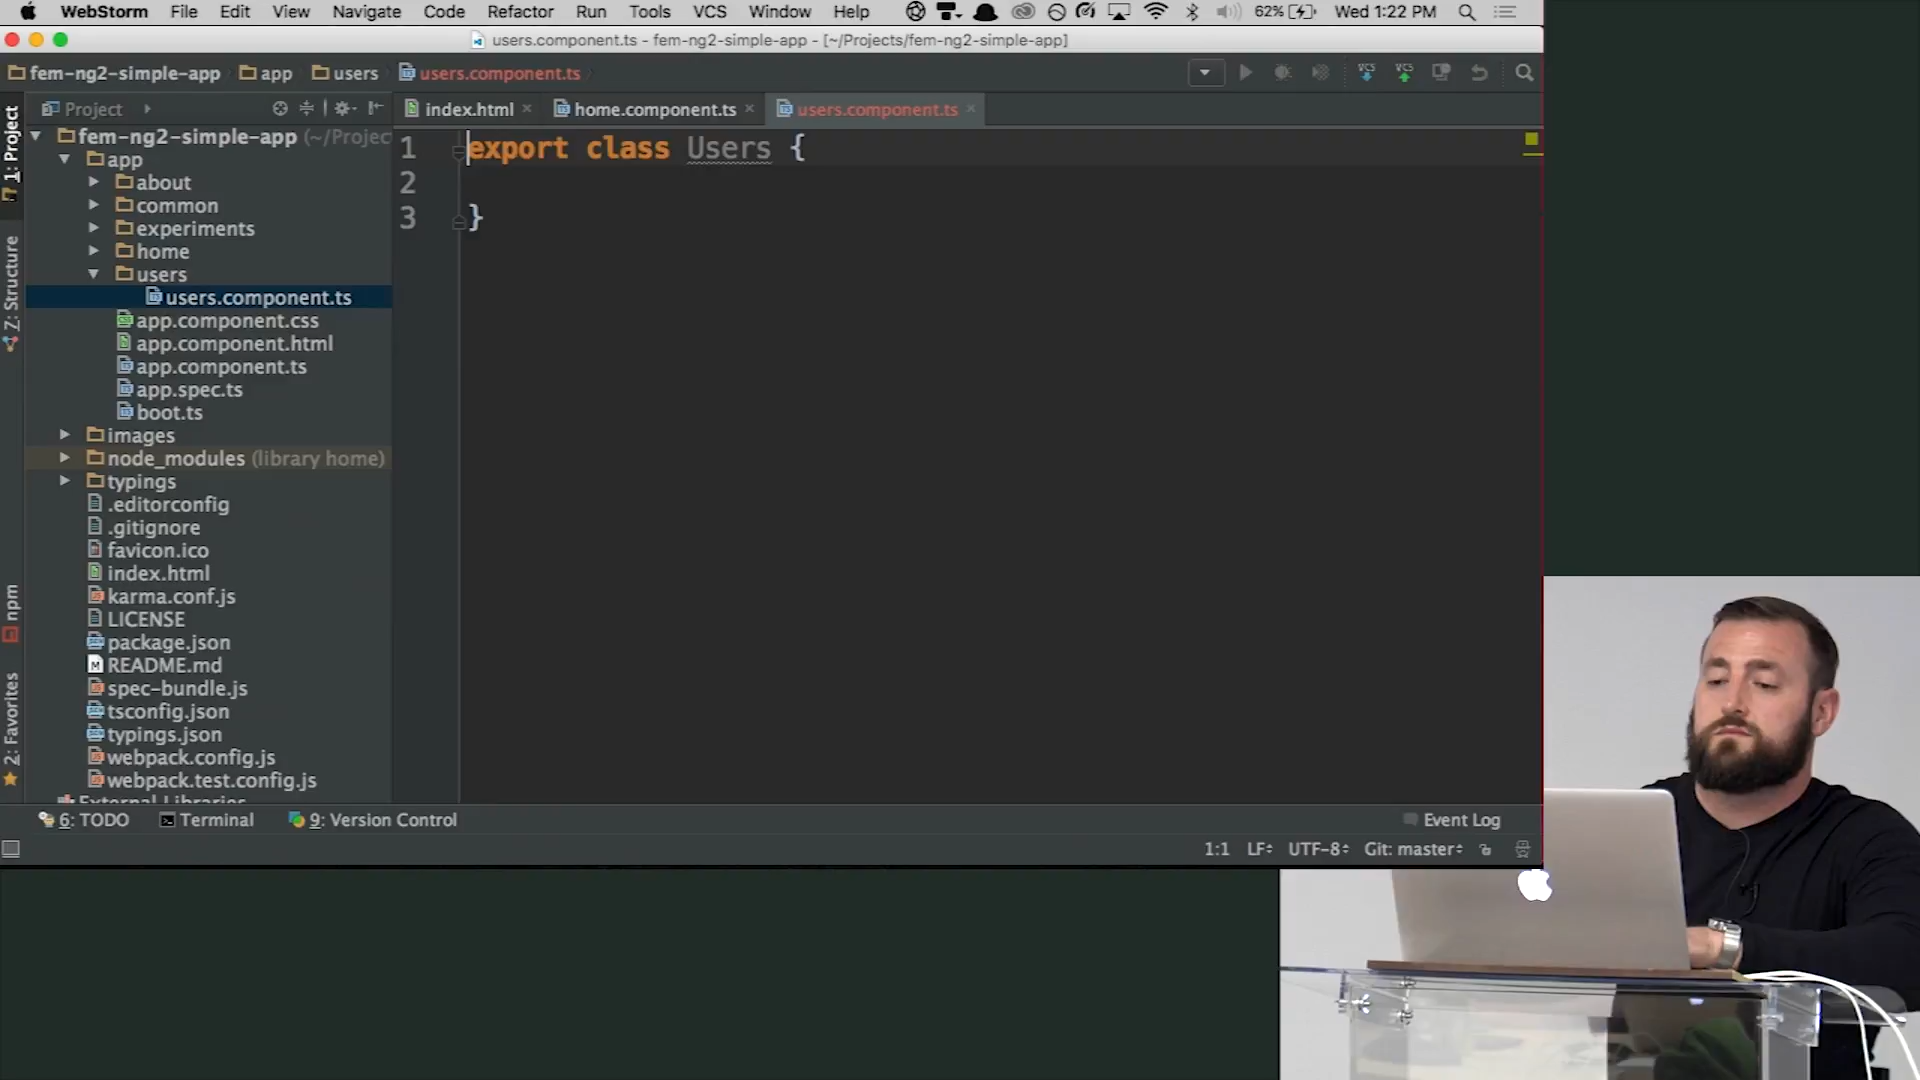 WebStorm File Edit View Navigate Code Refactor Run Tools VCS Window Help 62% Wed 1:22 PM
users.component.ts - fem-ng2-simple-app - [~/Projects/fem-ng2-simple-app]
fem-ng2-simple-app app users users.component.ts
VCS VCS
1: Project
Z: Structure
npm
2: Favorites
Project
fem-ng2-simple-app (~/Projec
app
about
common
experiments
home
users
users.component.ts
app.component.css
app.component.html
app.component.ts
app.spec.ts
boot.ts
images
node_modules (library home)
typings
.editorconfig
.gitignore
favicon.ico
index.html
karma.conf.js
LICENSE
package.json
README.md
spec-bundle.js
tsconfig.json
typings.json
webpack.config.js
webpack.test.config.js
External Libraries
index.html home.component.ts users.component.ts
1 export class Users {
2
3 }
6: TODO Terminal 9: Version Control Event Log
1:1 LF UTF-8 Git: master